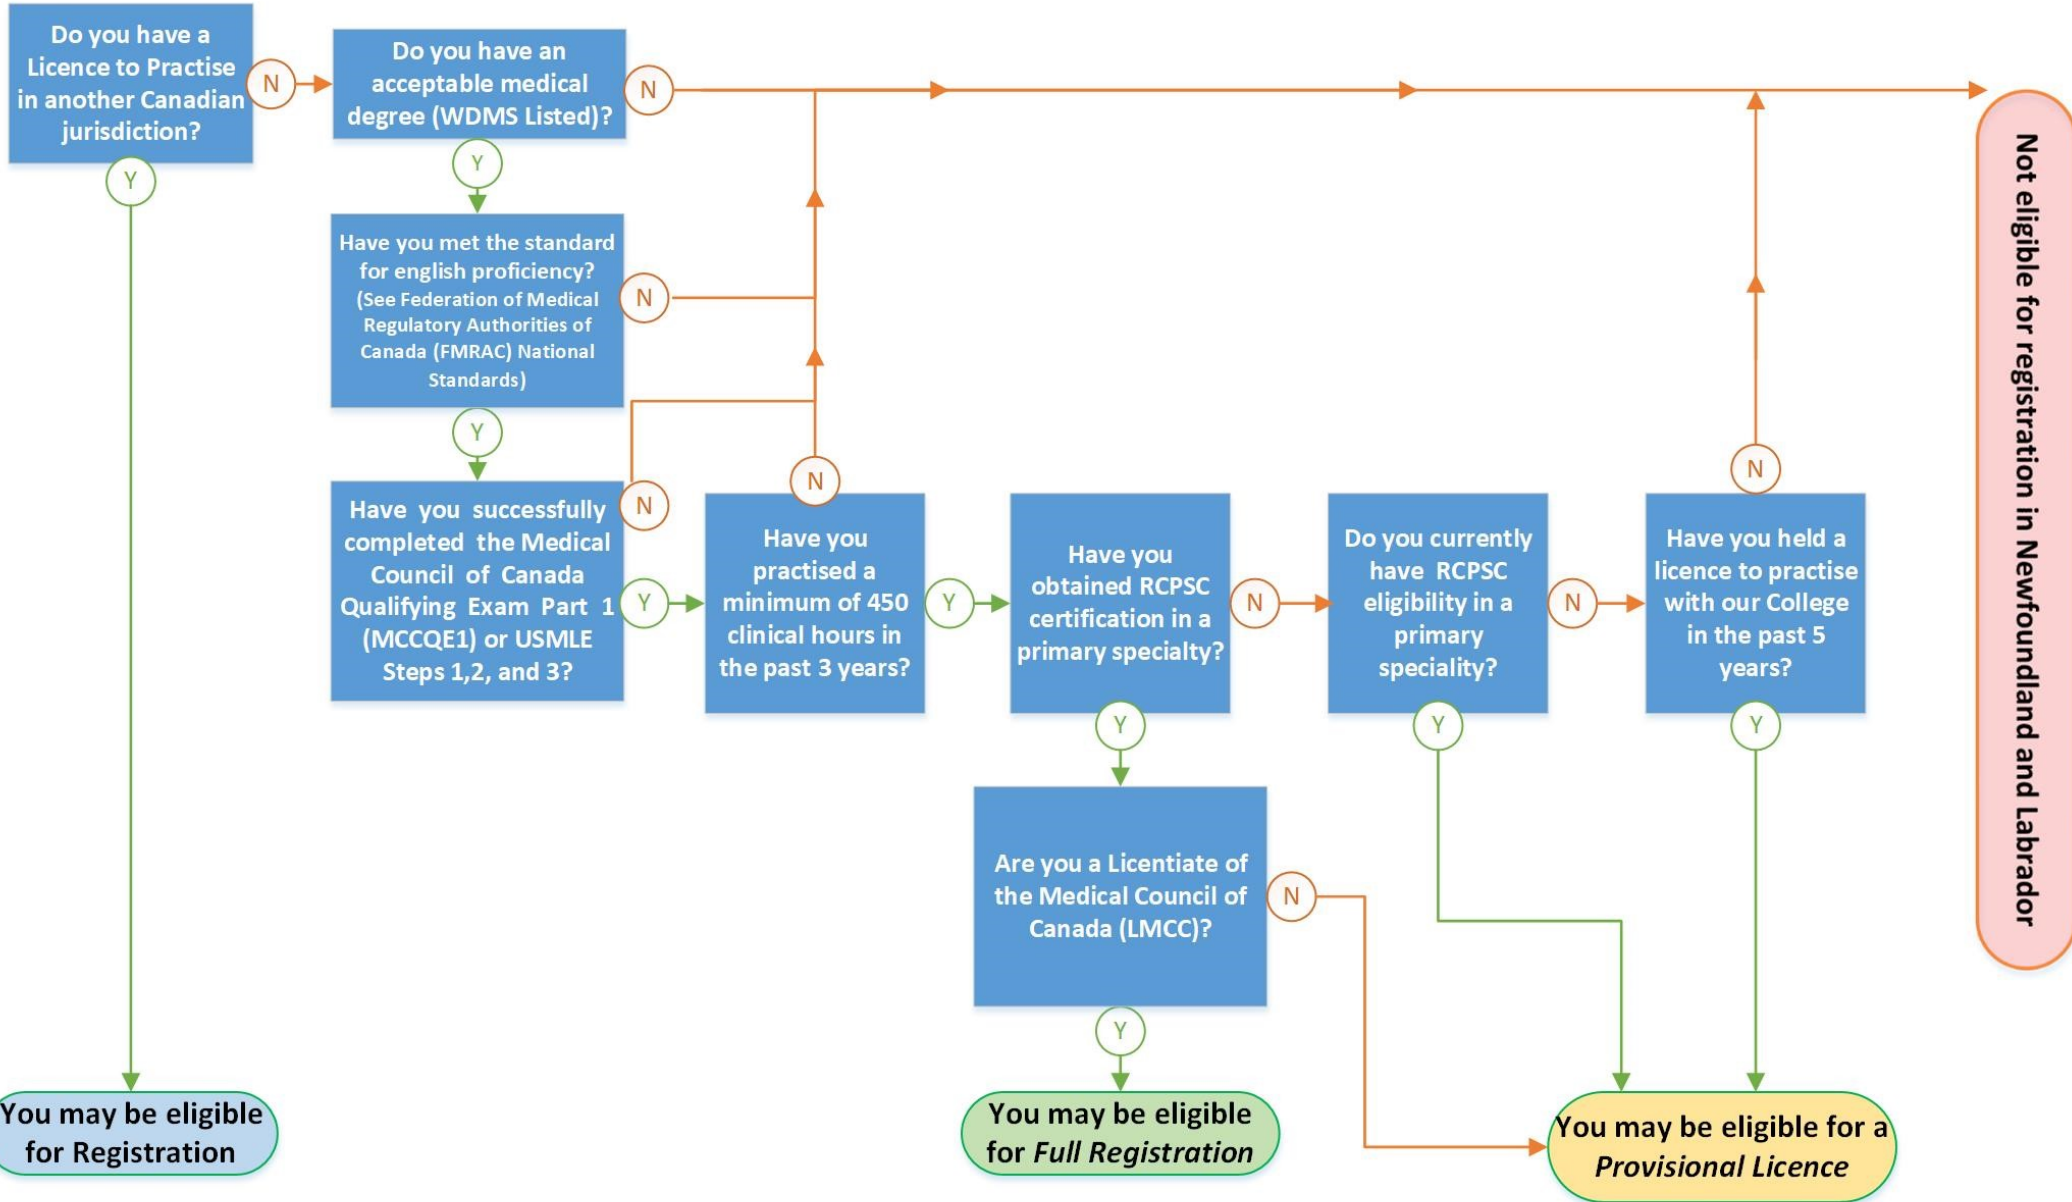 Do you have a
Licence to Practise
in another Canadian
jurisdiction?
N
Y
Do you have an
acceptable medical
degree (WDMS Listed)?
N
Y
Have you met the standard
for english proficiency?
(See Federation of Medical
Regulatory Authorities of
Canada (FMRAC) National
Standards)
N
Y
Have you successfully
completed the Medical
Council of Canada
Qualifying Exam Part 1
(MCCQE1) or USMLE
Steps 1,2, and 3?
N
Y
Have you
practised a
minimum of 450
clinical hours in
the past 3 years?
N
Y
Have you
obtained RCPSC
certification in a
primary specialty?
N
Y
Do you currently
have RCPSC
eligibility in a
primary
speciality?
N
Y
Have you held a
licence to practise
with our College
in the past 5
years?
N
Y
Are you a Licentiate of
the Medical Council of
Canada (LMCC)?
N
Y
Not eligible for registration in Newfoundland and Labrador
You may be eligible
for Registration
You may be eligible
for Full Registration
You may be eligible for a
Provisional Licence